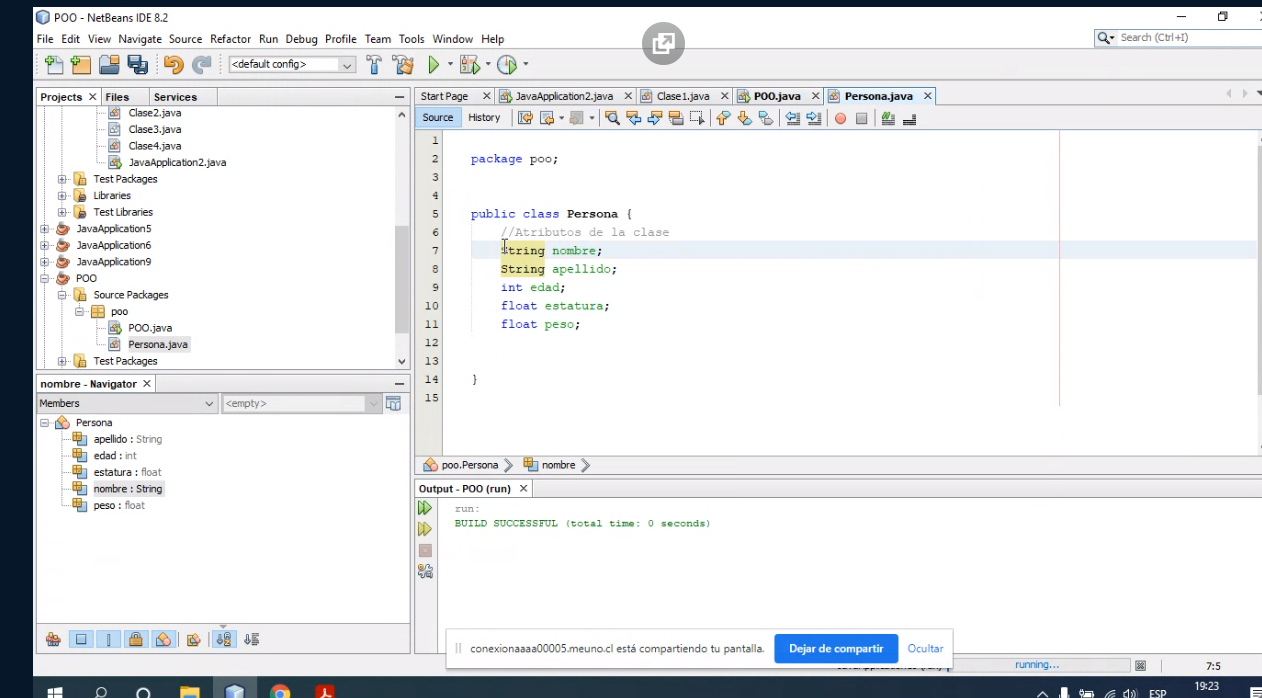 POO - NetBeans IDE 8.2
File Edit View Navigate Source Refactor Run Debug Profile Team Tools Window Help
Search (Ctrl+I)
<default config>
Projects Files Services
Start Page JavaApplication2.java Clase1.java POO.java Persona.java
Source History
Clase2.java
Clase3.java
Clase4.java
JavaApplication2.java
Test Packages
Libraries
Test Libraries
JavaApplication5
JavaApplication6
JavaApplication9
POO
Source Packages
poo
POO.java
Persona.java
Test Packages
1
2 package poo;
3
4
5 public class Persona {
6 //Atributos de la clase
7 String nombre;
8 String apellido;
9 int edad;
10 float estatura;
11 float peso;
12
13
14 }
15
nombre - Navigator
Members <empty>
Persona
apellido : String
edad : int
estatura : float
nombre : String
peso : float
poo.Persona nombre
Output - POO (run)
run:
BUILD SUCCESSFUL (total time: 0 seconds)
conexionaaaa00005.meuno.cl está compartiendo tu pantalla. Dejar de compartir Ocultar
running... 7:5
ESP 19:23